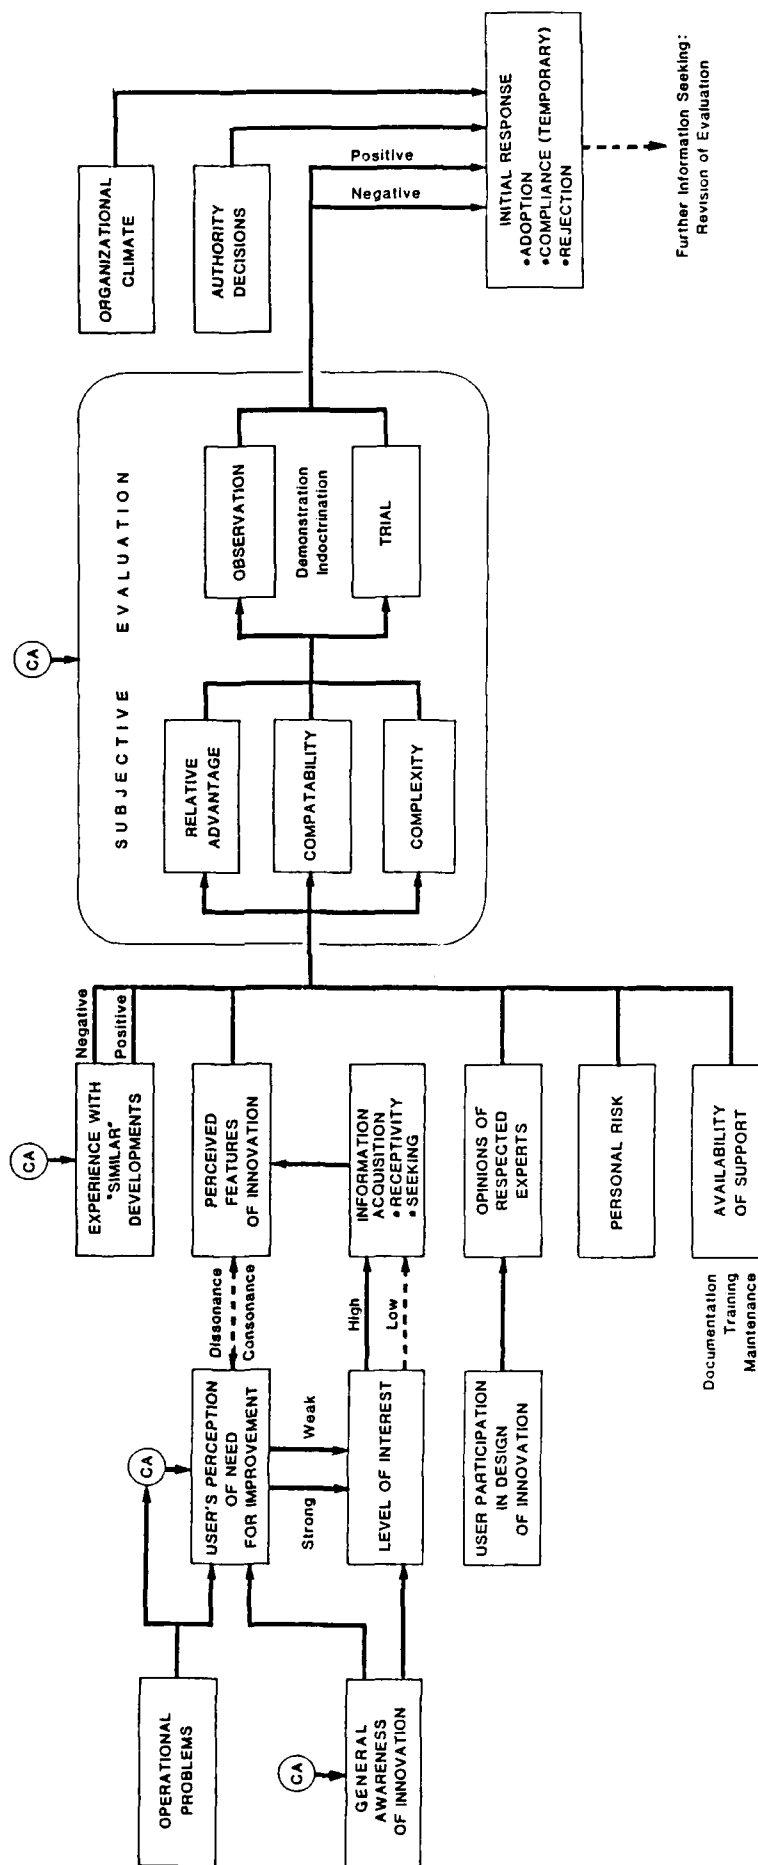 OPERATIONAL
PROBLEMS
CA
GENERAL
AWARENESS
OF INNOVATION
CA
USER'S PERCEPTION
OF NEED
FOR IMPROVEMENT
Strong
Weak
LEVEL OF INTEREST
USER PARTICIPATION
IN DESIGN
OF INNOVATION
Dissonance
Consonance
High
Low
CA
EXPERIENCE WITH
"SIMILAR"
DEVELOPMENTS
Negative
Positive
PERCEIVED
FEATURES
OF INNOVATION
INFORMATION
ACQUISITION
•RECEPTIVITY
•SEEKING
OPINIONS OF
RESPECTED
EXPERTS
PERSONAL RISK
AVAILABILITY
OF SUPPORT
Documentation
Training
Maintenance
CA
SUBJECTIVE EVALUATION
RELATIVE
ADVANTAGE
COMPATABILITY
COMPLEXITY
OBSERVATION
Demonstration
Indoctrination
TRIAL
ORGANIZATIONAL
CLIMATE
AUTHORITY
DECISIONS
Positive
Negative
INITIAL RESPONSE
•ADOPTION
•COMPLIANCE (TEMPORARY)
•REJECTION
Further Information Seeking:
Revision of Evaluation